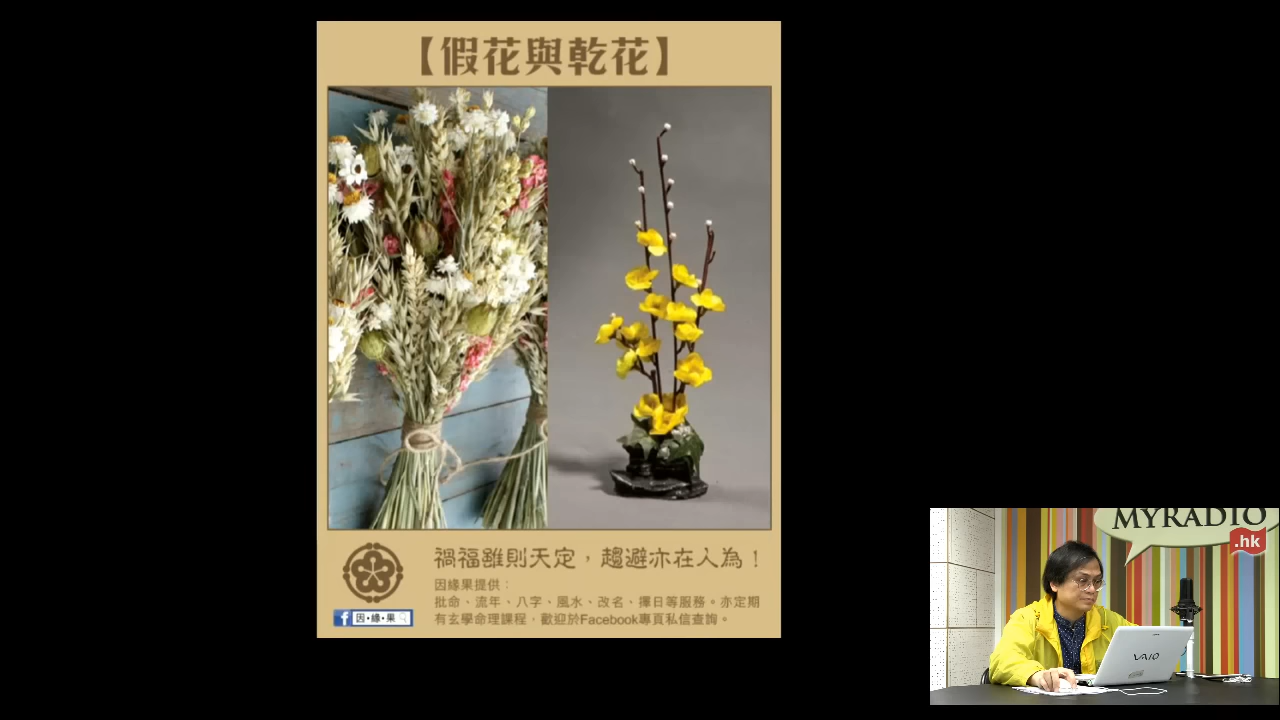 【假花與乾花】
禍福雖則天定，趨避亦在人為！
因緣果提供：
批命、流年、八字、風水、改名、擇日等服務。亦定期
有玄學命理課程，歡迎於Facebook專頁私信查詢。
f 因•緣•果
MYRADIO
.hk
VAIO